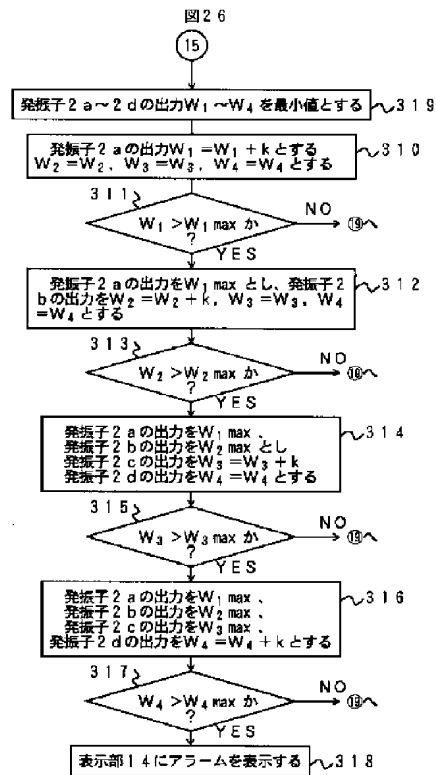 図26
15
発振子2a～2dの出力W₁～W₄を最小値とする
319
発振子2aの出力W₁=W₁+kとする
W₂=W₂、W₃=W₃、W₄=W₄とする
310
311
W₁>W₁maxか
?
NO
⑲へ
YES
発振子2aの出力をW₁maxとし、発振子2
bの出力をW₂=W₂+k、W₃=W₃、W₄
=W₄とする
312
313
W₂>W₂maxか
?
NO
⑲へ
YES
発振子2aの出力をW₁max、
発振子2bの出力をW₂maxとし
発振子2cの出力をW₃=W₃+k
発振子2dの出力をW₄=W₄とする
314
315
W₃>W₃maxか
?
NO
⑲へ
YES
発振子2aの出力をW₁max、
発振子2bの出力をW₂max、
発振子2cの出力をW₃max、
発振子2dの出力をW₄=W₄+kとする
316
317
W₄>W₄maxか
?
NO
⑲へ
YES
表示部14にアラームを表示する
318